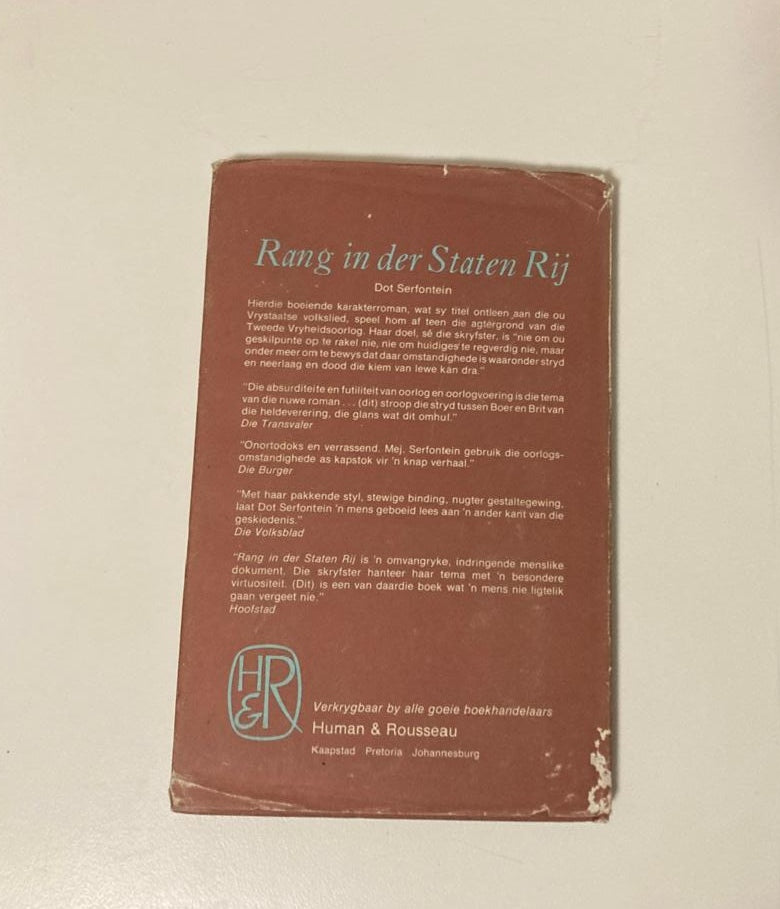 Rang in der Staten Rij
Dot Serfontein
Hierdie boeiende karakterroman, wat sy titel ontleen aan die ou
Vrystaatse volkslied, speel hom af teen die agtergrond van die
Tweede Vryheidsoorlog. Haar doel, sê die skryfster, is "nie om ou
geskilpunte op te rakel nie, nie om huidiges te regverdig nie, maar
onder meer om te bewys dat daar omstandighede is waaronder stryd
en neerlaag en dood die kiem van lewe kan dra."
"Die absurditeite en futiliteit van oorlog en oorlogvoering is die tema
van die nuwe roman . . . (dit) stroop die stryd tussen Boer en Brit van
die heldeverering, die glans wat dit omhul."
Die Transvaler
"Onortodoks en verrassend. Mej. Serfontein gebruik die oorlogs-
omstandighede as kapstok vir 'n knap verhaal."
Die Burger
"Met haar pakkende styl, stewige binding, nugter gestaltegewing,
laat Dot Serfontein 'n mens geboeid lees aan 'n ander kant van die
geskiedenis."
Die Volksblad
"Rang in der Staten Rij is 'n omvangryke, indringende menslike
dokument. Die skryfster hanteer haar tema met 'n besondere
virtuositeit. (Dit) is een van daardie boek wat 'n mens nie ligtelik
gaan vergeet nie."
Hoofstad
H&R
Verkrygbaar by alle goeie boekhandelaars
Human & Rousseau
Kaapstad Pretoria Johannesburg